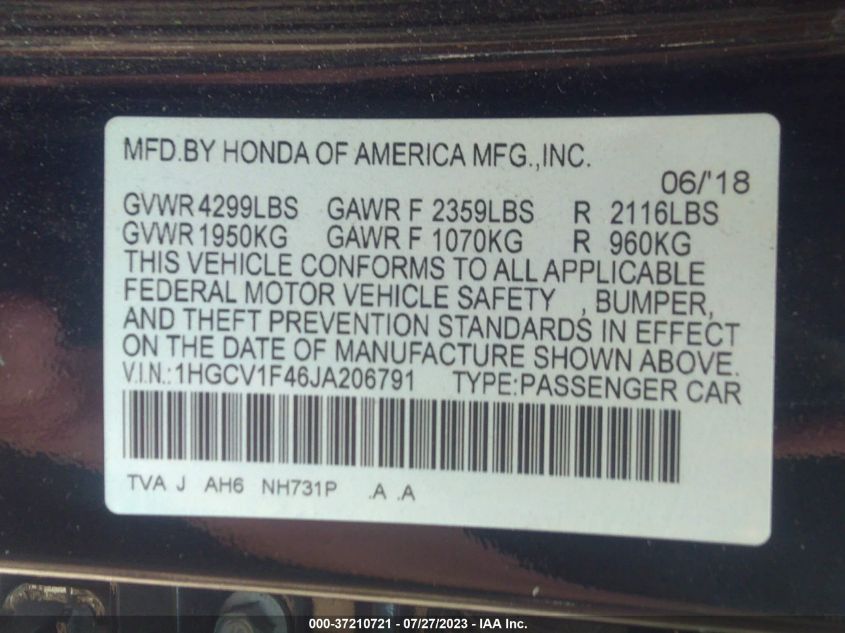 MFD.BY HONDA OF AMERICA MFG.,INC.
06/'18
GVWR 4299LBS GAWR F 2359LBS R 2116LBS
GVWR 1950KG GAWR F 1070KG R 960KG
THIS VEHICLE CONFORMS TO ALL APPLICABLE
FEDERAL MOTOR VEHICLE SAFETY , BUMPER,
AND THEFT PREVENTION STANDARDS IN EFFECT
ON THE DATE OF MANUFACTURE SHOWN ABOVE.
V.I.N.:1HGCV1F46JA206791 TYPE:PASSENGER CAR
TVA J AH6 NH731P .A .A
000-37210721 - 07/27/2023 - IAA Inc.